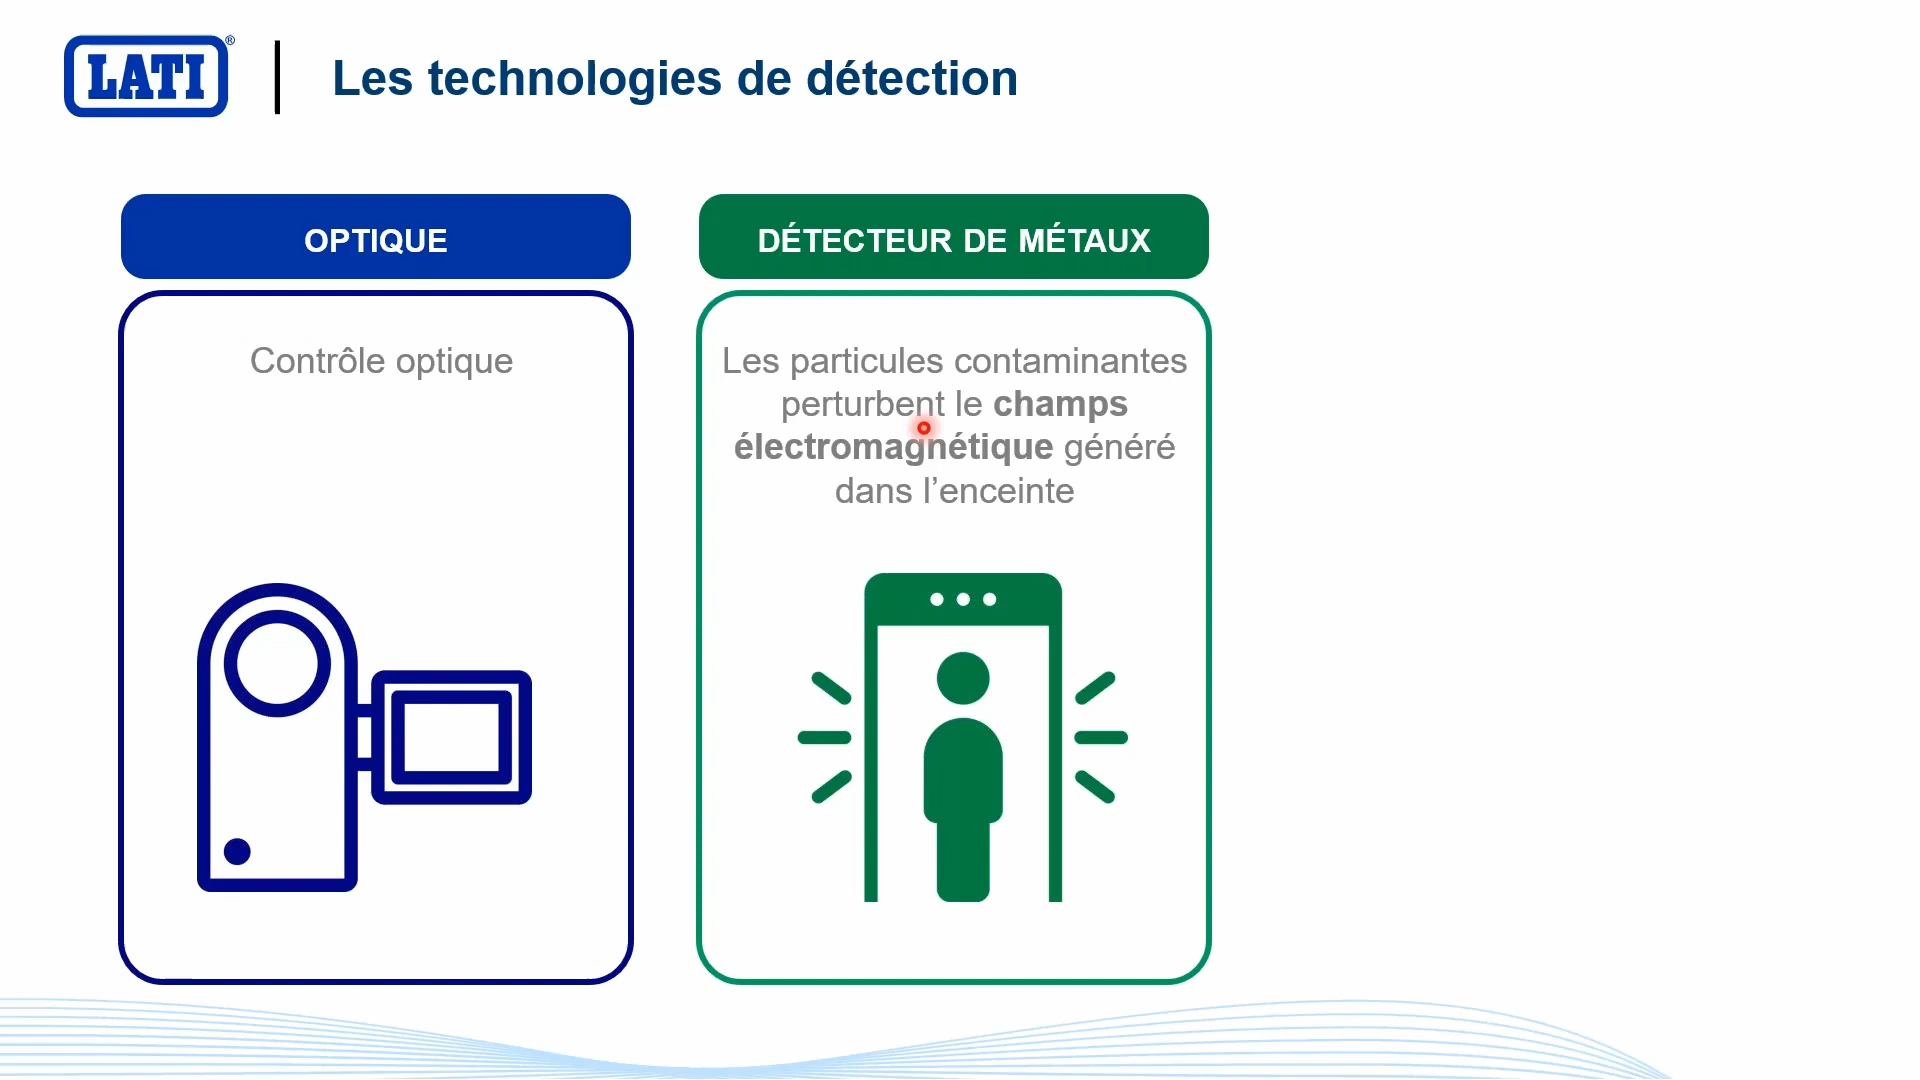 LATI®
Les technologies de détection
OPTIQUE
Contrôle optique
DÉTECTEUR DE MÉTAUX
Les particules contaminantes
perturbent le champs
électromagnétique généré
dans l’enceinte